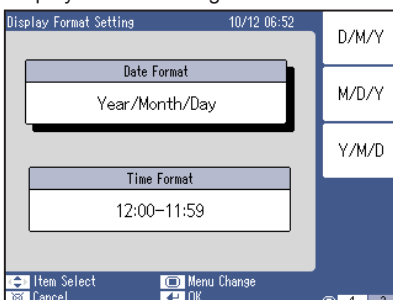 Display Format Setting 10/12 06:52
D/M/Y
Date Format
Year/Month/Day
M/D/Y
Y/M/D
Time Format
12:00-11:59
Item Select Menu Change
Cancel OK
1